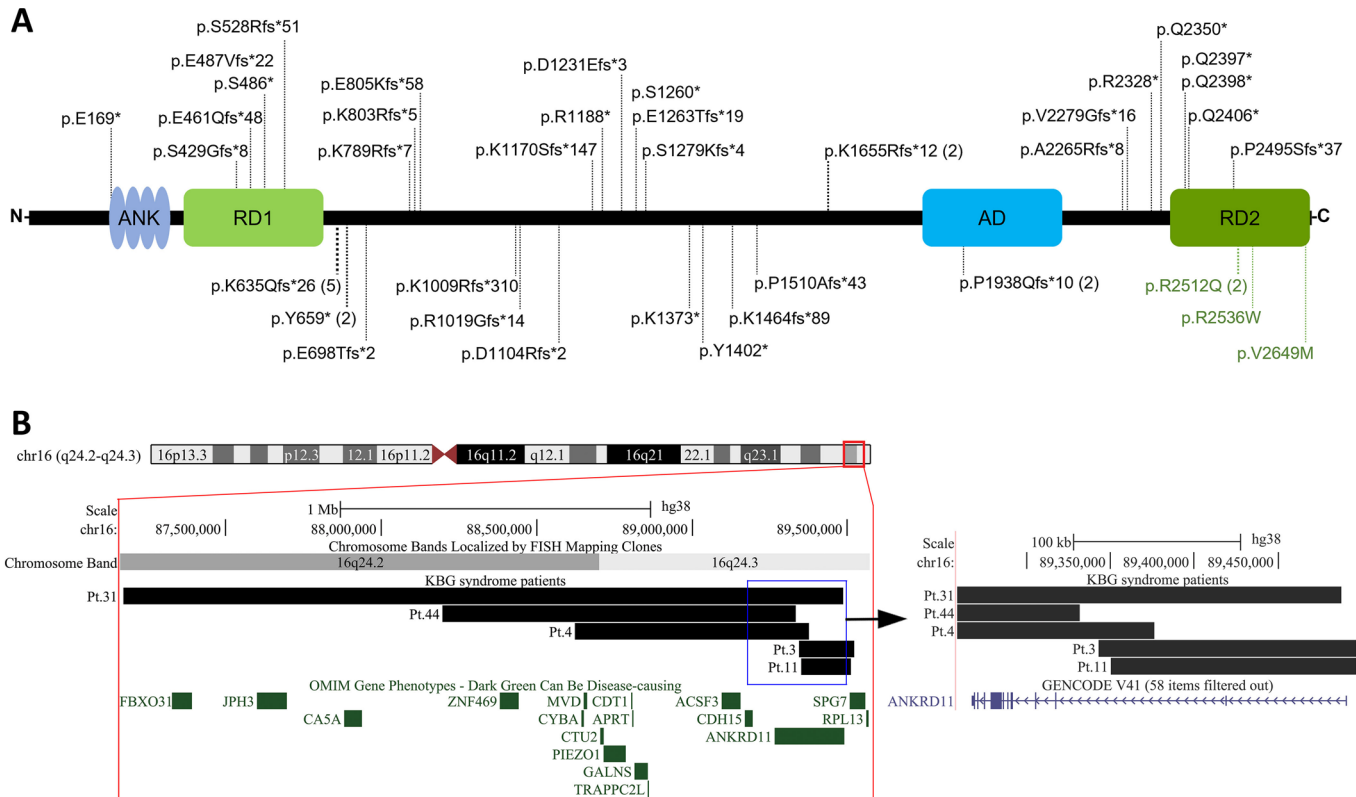 A
p.S528Rfs*51
p.Q2350*
p.E487Vfs*22
p.D1231Efs*3
p.Q2397*
p.S486*
p.E805Kfs*58
p.S1260*
p.R2328*
p.Q2398*
p.E169*
p.E461Qfs*48
p.K803Rfs*5
p.R1188*
p.E1263Tfs*19
p.V2279Gfs*16
p.Q2406*
p.S429Gfs*8
p.K789Rfs*7
p.K1170Sfs*147
p.S1279Kfs*4
p.K1655Rfs*12 (2)
p.A2265Rfs*8
p.P2495Sfs*37
N- ANK RD1 AD RD2 -C
p.K635Qfs*26 (5)
p.K1009Rfs*310
p.P1510Afs*43
p.P1938Qfs*10 (2)
p.R2512Q (2)
p.Y659* (2)
p.R1019Gfs*14
p.K1373*
p.K1464fs*89
p.R2536W
p.E698Tfs*2
p.D1104Rfs*2
p.Y1402*
p.V2649M
B
chr16 (q24.2-q24.3) 16p13.3 p12.3 12.1 16p11.2 16q11.2 q12.1 16q21 22.1 q23.1
Scale 1 Mb hg38
chr16: 87,500,000 88,000,000 88,500,000 89,000,000 89,500,000
Chromosome Bands Localized by FISH Mapping Clones
Chromosome Band 16q24.2 16q24.3
KBG syndrome patients
Pt.31
Pt.44
Pt.4
Pt.3
Pt.11
OMIM Gene Phenotypes - Dark Green Can Be Disease-causing
FBXO31 JPH3 ZNF469 MVD CDT1 ACSF3 SPG7
CA5A CYBA APRT CDH15 RPL13
CTU2 ANKRD11
PIEZO1
GALNS
TRAPPC2L
Scale 100 kb hg38
chr16: 89,350,000 89,400,000 89,450,000
KBG syndrome patients
Pt.31
Pt.44
Pt.4
Pt.3
Pt.11
GENCODE V41 (58 items filtered out)
ANKRD11